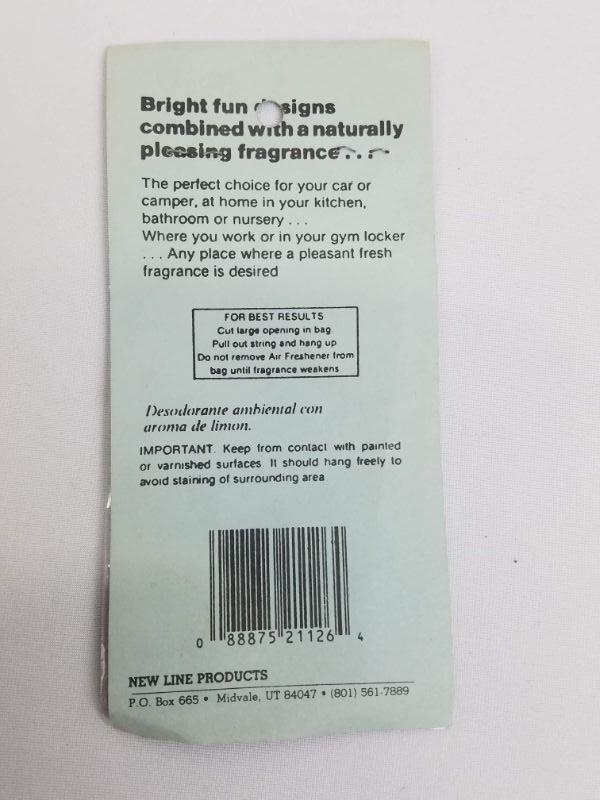 Bright fun designs
combined with a naturally
pleasing fragrance...
The perfect choice for your car or
camper, at home in your kitchen,
bathroom or nursery ...
Where you work or in your gym locker
... Any place where a pleasant fresh
fragrance is desired
FOR BEST RESULTS
Cut large opening in bag
Pull out string and hang up
Do not remove Air Freshener from
bag until fragrance weakens
Desodorante ambiental con
aroma de limon.
IMPORTANT. Keep from contact with painted
or varnished surfaces. It should hang freely to
avoid staining of surrounding area
0 88875 21126 4
NEW LINE PRODUCTS
P.O. Box 665 • Midvale, UT 84047 • (801) 561-7889